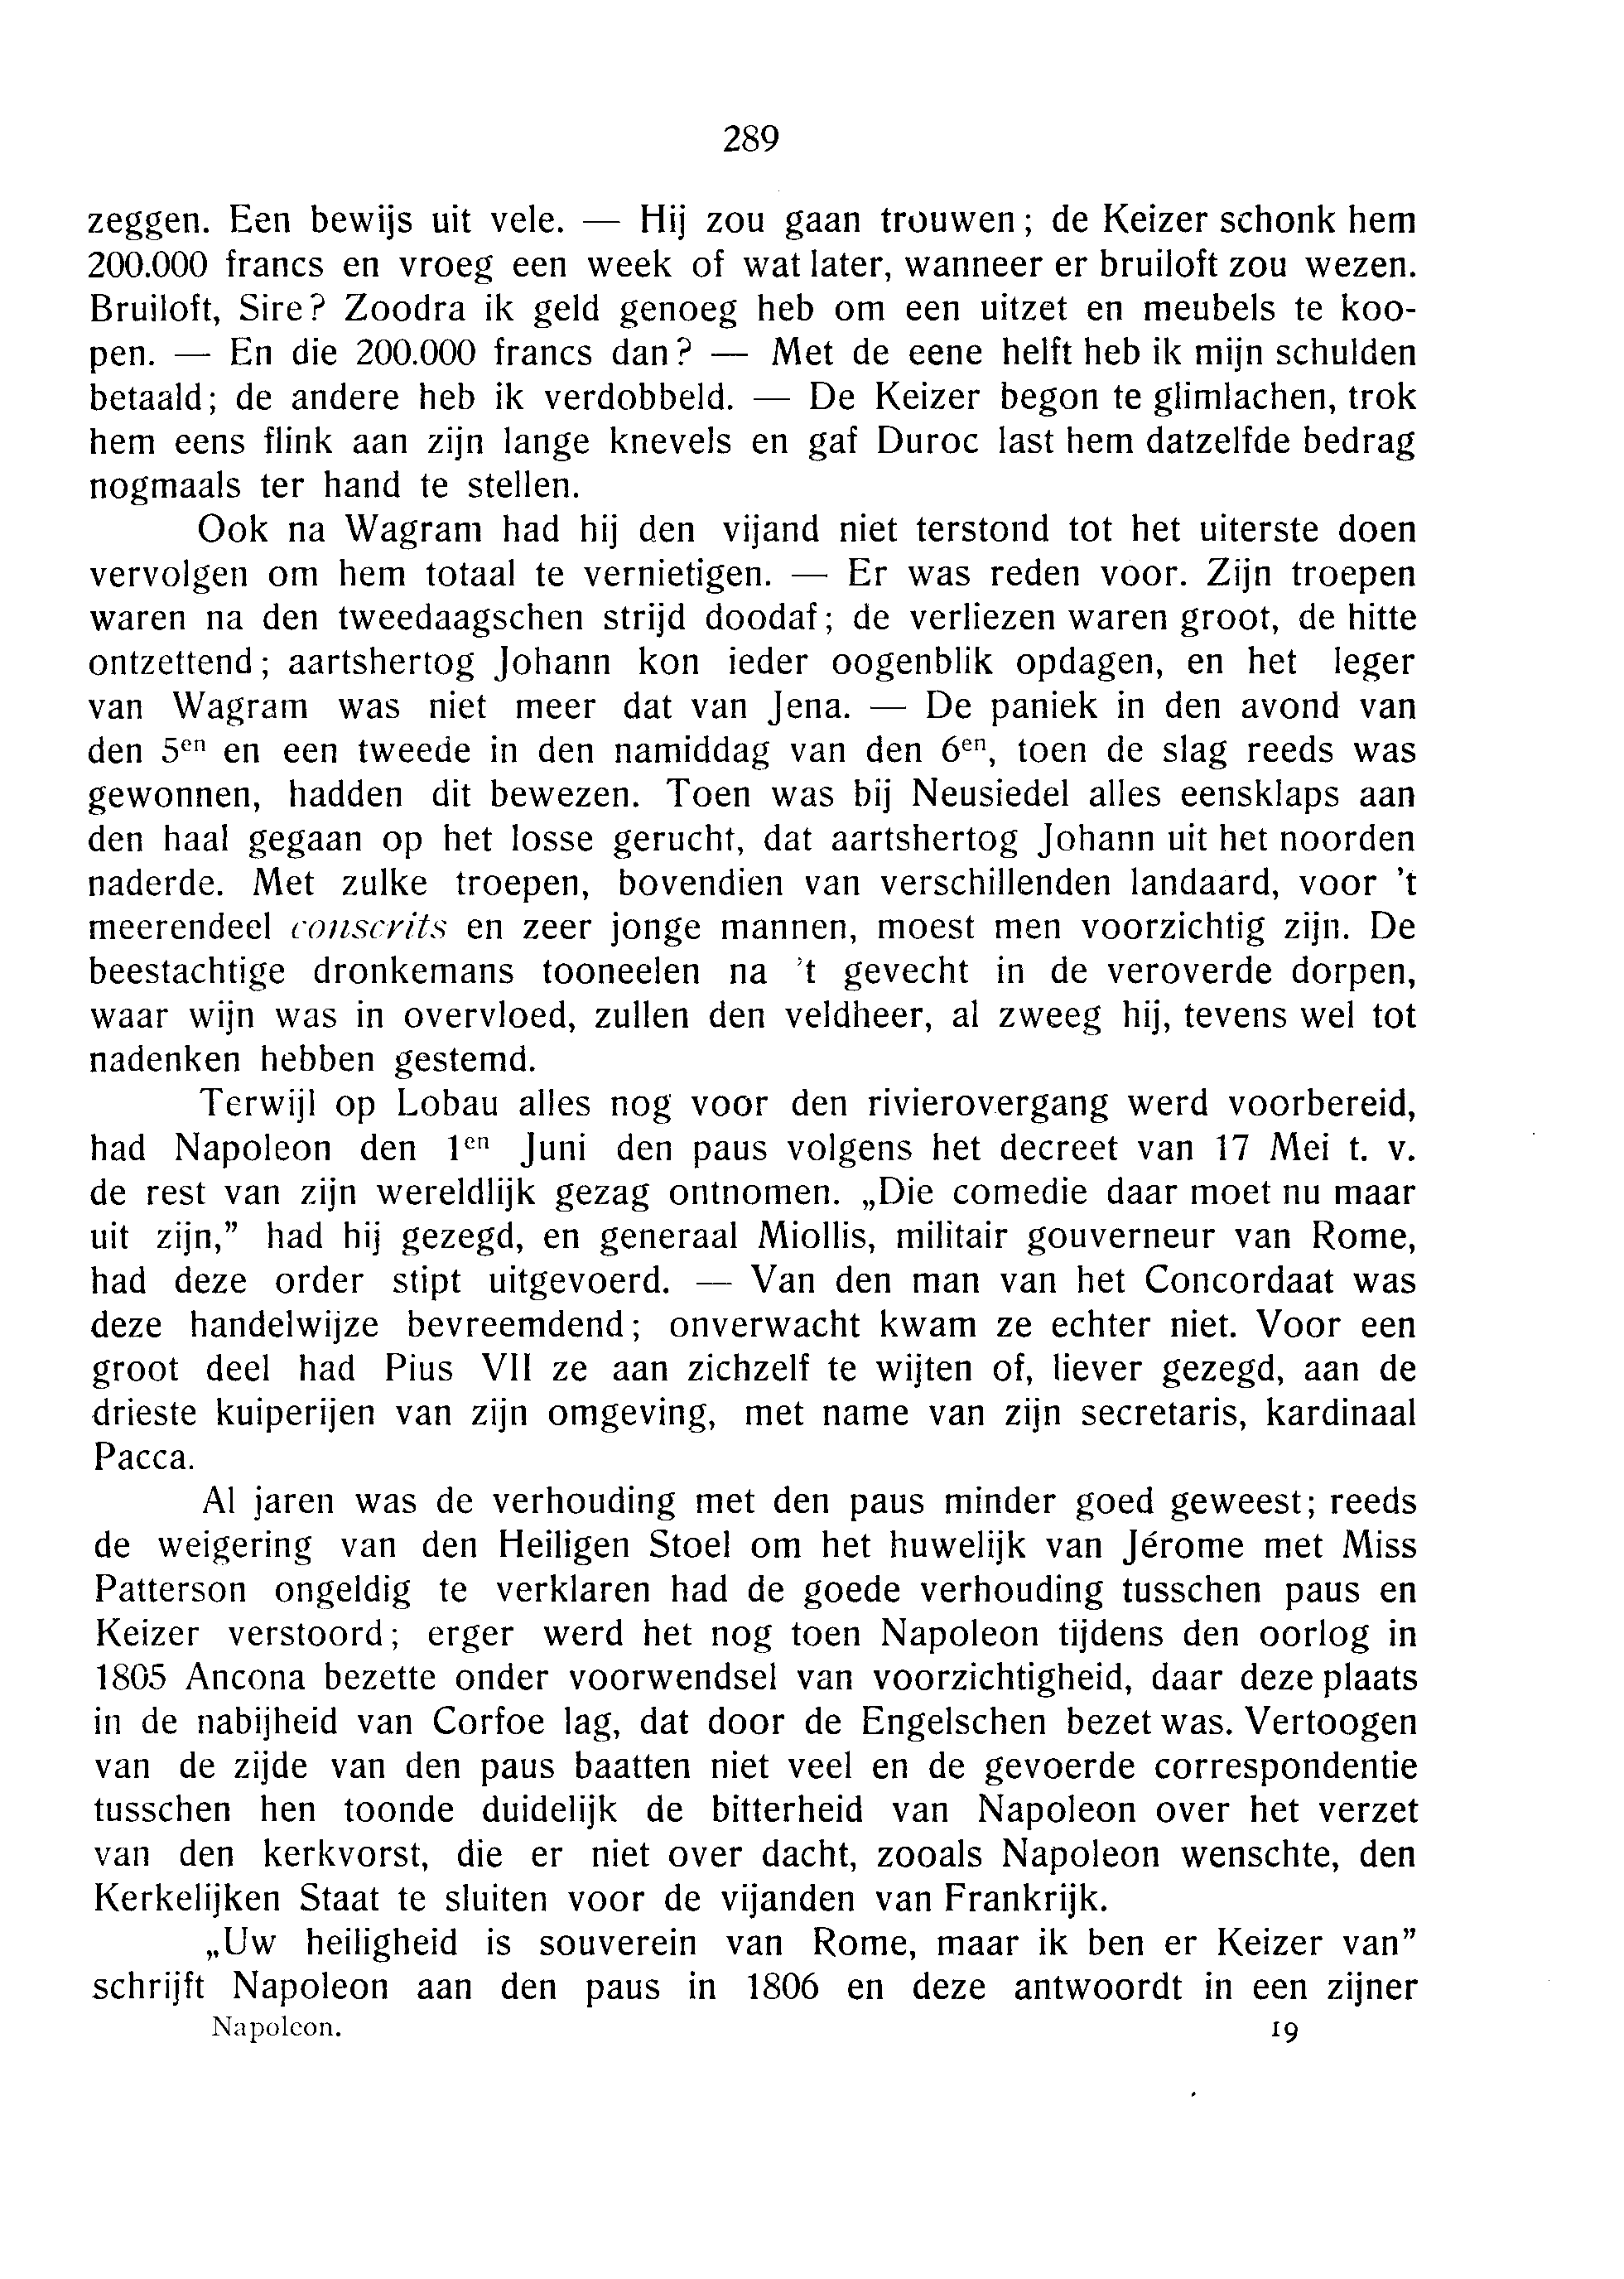 289
zeggen. Een bewijs uit vele. — Hij zou gaan trouwen; de Keizer schonk hem
200.000 francs en vroeg een week of wat later, wanneer er bruiloft zou wezen.
Bruiloft, Sire? Zoodra ik geld genoeg heb om een uitzet en meubels te koo-
pen. — En die 200.000 francs dan? — Met de eene helft heb ik mijn schulden
betaald; de andere heb ik verdobbeld. — De Keizer begon te glimlachen, trok
hem eens flink aan zijn lange knevels en gaf Duroc last hem datzelfde bedrag
nogmaals ter hand te stellen.
Ook na Wagram had hij den vijand niet terstond tot het uiterste doen
vervolgen om hem totaal te vernietigen. — Er was reden voor. Zijn troepen
waren na den tweedaagschen strijd doodaf; de verliezen waren groot, de hitte
ontzettend; aartshertog Johann kon ieder oogenblik opdagen, en het leger
van Wagram was niet meer dat van Jena. — De paniek in den avond van
den 5en en een tweede in den namiddag van den 6en, toen de slag reeds was
gewonnen, hadden dit bewezen. Toen was bij Neusiedel alles eensklaps aan
den haal gegaan op het losse gerucht, dat aartshertog Johann uit het noorden
naderde. Met zulke troepen, bovendien van verschillenden landaard, voor 't
meerendeel conscrits en zeer jonge mannen, moest men voorzichtig zijn. De
beestachtige dronkemans tooneelen na 't gevecht in de veroverde dorpen,
waar wijn was in overvloed, zullen den veldheer, al zweeg hij, tevens wel tot
nadenken hebben gestemd.
Terwijl op Lobau alles nog voor den rivierovergang werd voorbereid,
had Napoleon den 1en Juni den paus volgens het decreet van 17 Mei t. v.
de rest van zijn wereldlijk gezag ontnomen. „Die comedie daar moet nu maar
uit zijn,” had hij gezegd, en generaal Miollis, militair gouverneur van Rome,
had deze order stipt uitgevoerd. — Van den man van het Concordaat was
deze handelwijze bevreemdend; onverwacht kwam ze echter niet. Voor een
groot deel had Pius VII ze aan zichzelf te wijten of, liever gezegd, aan de
drieste kuiperijen van zijn omgeving, met name van zijn secretaris, kardinaal
Pacca.
Al jaren was de verhouding met den paus minder goed geweest; reeds
de weigering van den Heiligen Stoel om het huwelijk van Jérome met Miss
Patterson ongeldig te verklaren had de goede verhouding tusschen paus en
Keizer verstoord; erger werd het nog toen Napoleon tijdens den oorlog in
1805 Ancona bezette onder voorwendsel van voorzichtigheid, daar deze plaats
in de nabijheid van Corfoe lag, dat door de Engelschen bezet was. Vertoogen
van de zijde van den paus baatten niet veel en de gevoerde correspondentie
tusschen hen toonde duidelijk de bitterheid van Napoleon over het verzet
van den kerkvorst, die er niet over dacht, zooals Napoleon wenschte, den
Kerkelijken Staat te sluiten voor de vijanden van Frankrijk.
„Uw heiligheid is souverein van Rome, maar ik ben er Keizer van”
schrijft Napoleon aan den paus in 1806 en deze antwoordt in een zijner
Napoleon. 19